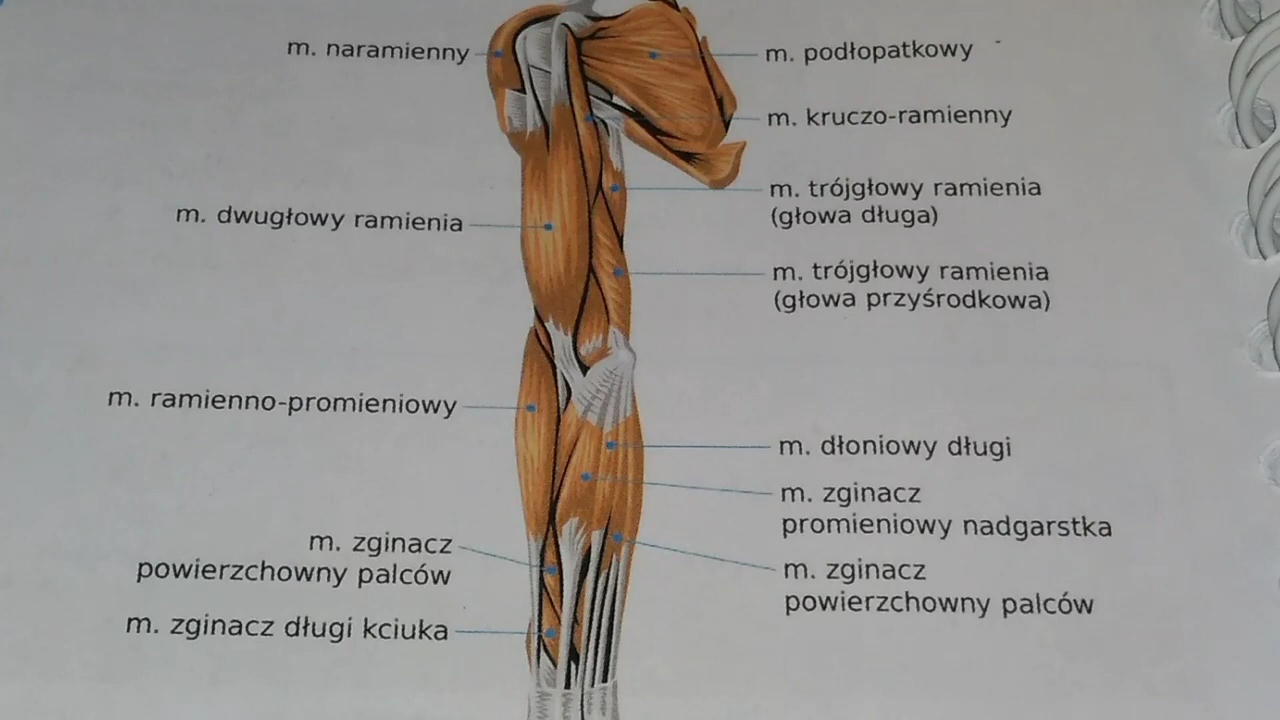 m. naramienny
m. dwugłowy ramienia
m. ramienno-promieniowy
m. zginacz
powierzchowny palców
m. zginacz długi kciuka
m. podłopatkowy
m. kruczo-ramienny
m. trójgłowy ramienia
(głowa długa)
m. trójgłowy ramienia
(głowa przyśrodkowa)
m. dłoniowy długi
m. zginacz
promieniowy nadgarstka
m. zginacz
powierzchowny palców